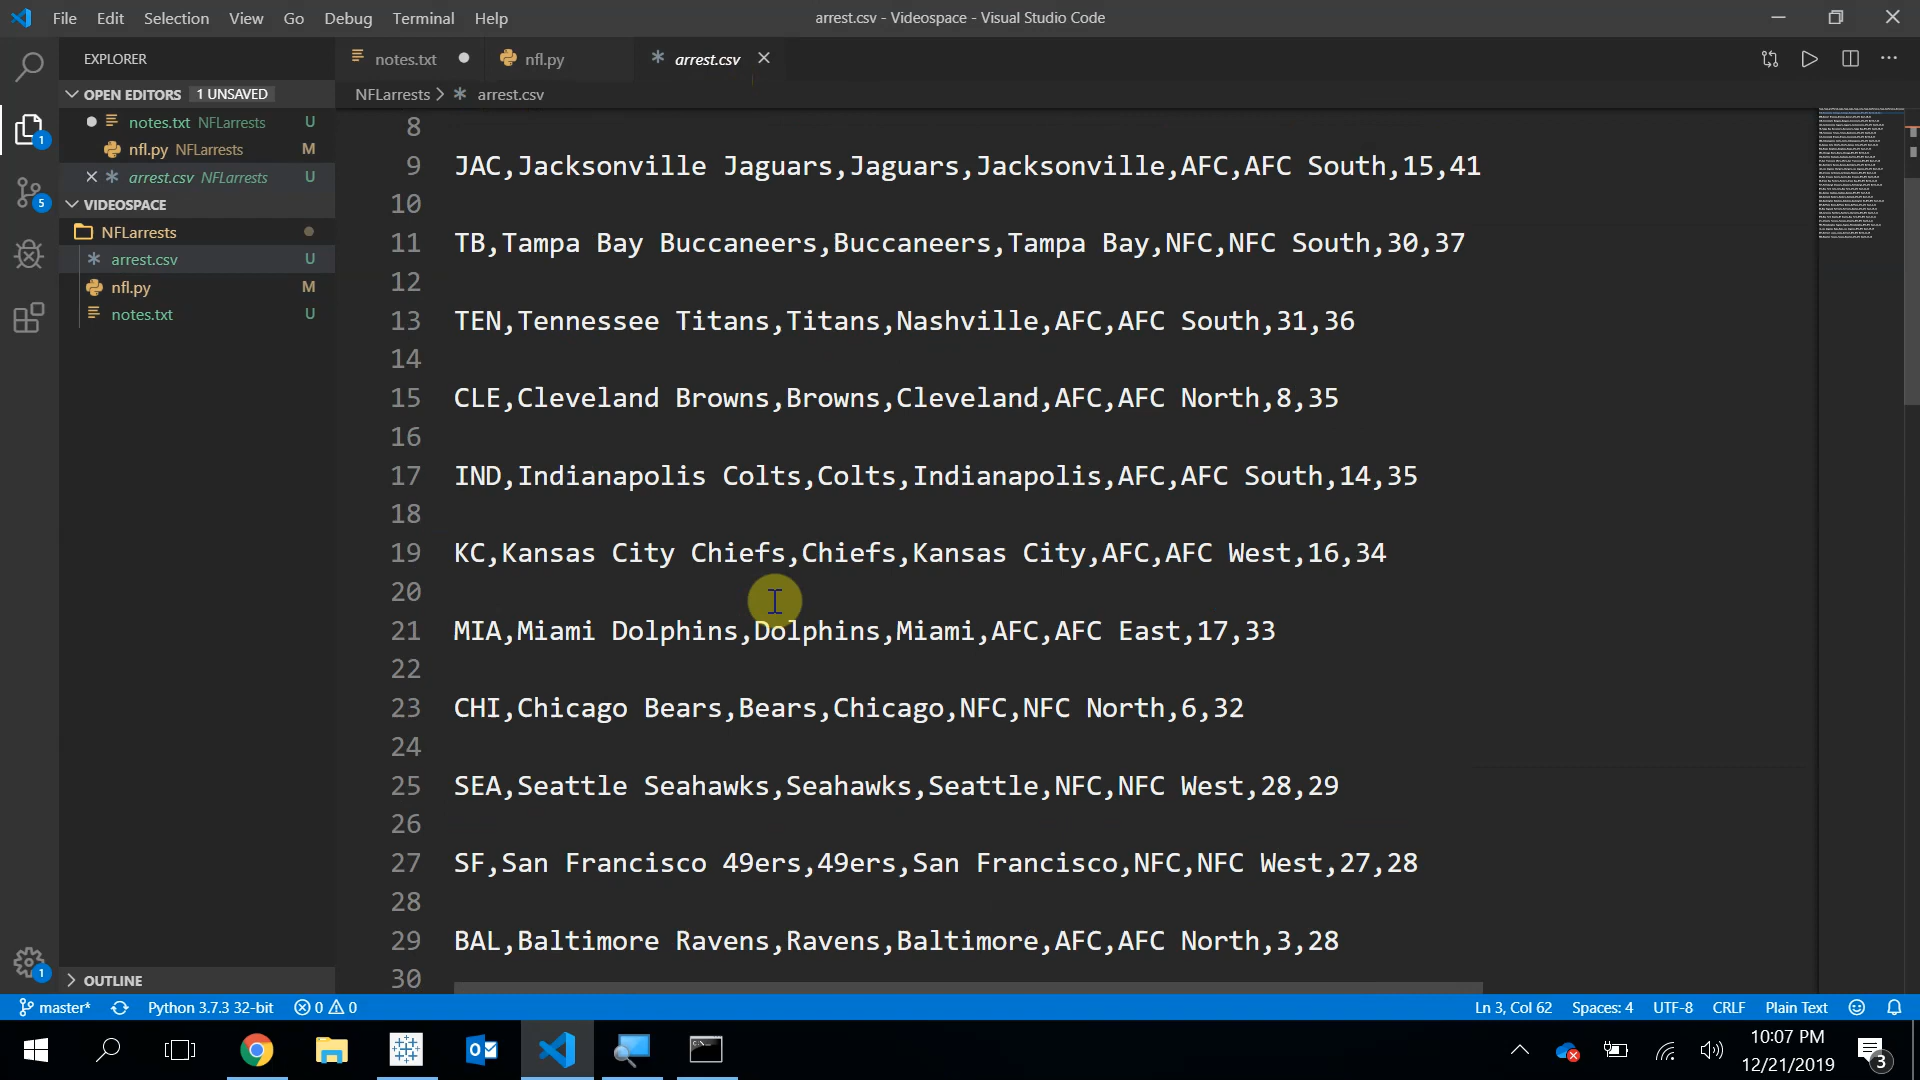 File Edit Selection View Go Debug Terminal Help
arrest.csv - Videospace - Visual Studio Code
EXPLORER
notes.txt
nfl.py
arrest.csv
OPEN EDITORS 1 UNSAVED
NFLarrests > arrest.csv
notes.txt NFLarrests U
nfl.py NFLarrests M
arrest.csv NFLarrests U
VIDEOSPACE
NFLarrests
arrest.csv U
nfl.py M
notes.txt U
8
9 JAC,Jacksonville Jaguars,Jaguars,Jacksonville,AFC,AFC South,15,41
10
11 TB,Tampa Bay Buccaneers,Buccaneers,Tampa Bay,NFC,NFC South,30,37
12
13 TEN,Tennessee Titans,Titans,Nashville,AFC,AFC South,31,36
14
15 CLE,Cleveland Browns,Browns,Cleveland,AFC,AFC North,8,35
16
17 IND,Indianapolis Colts,Colts,Indianapolis,AFC,AFC South,14,35
18
19 KC,Kansas City Chiefs,Chiefs,Kansas City,AFC,AFC West,16,34
20
21 MIA,Miami Dolphins,Dolphins,Miami,AFC,AFC East,17,33
22
23 CHI,Chicago Bears,Bears,Chicago,NFC,NFC North,6,32
24
25 SEA,Seattle Seahawks,Seahawks,Seattle,NFC,NFC West,28,29
26
27 SF,San Francisco 49ers,49ers,San Francisco,NFC,NFC West,27,28
28
29 BAL,Baltimore Ravens,Ravens,Baltimore,AFC,AFC North,3,28
30
1
5
1
OUTLINE
master* Python 3.7.3 32-bit 0 0 Ln 3, Col 62 Spaces: 4 UTF-8 CRLF Plain Text
10:07 PM
12/21/2019
3